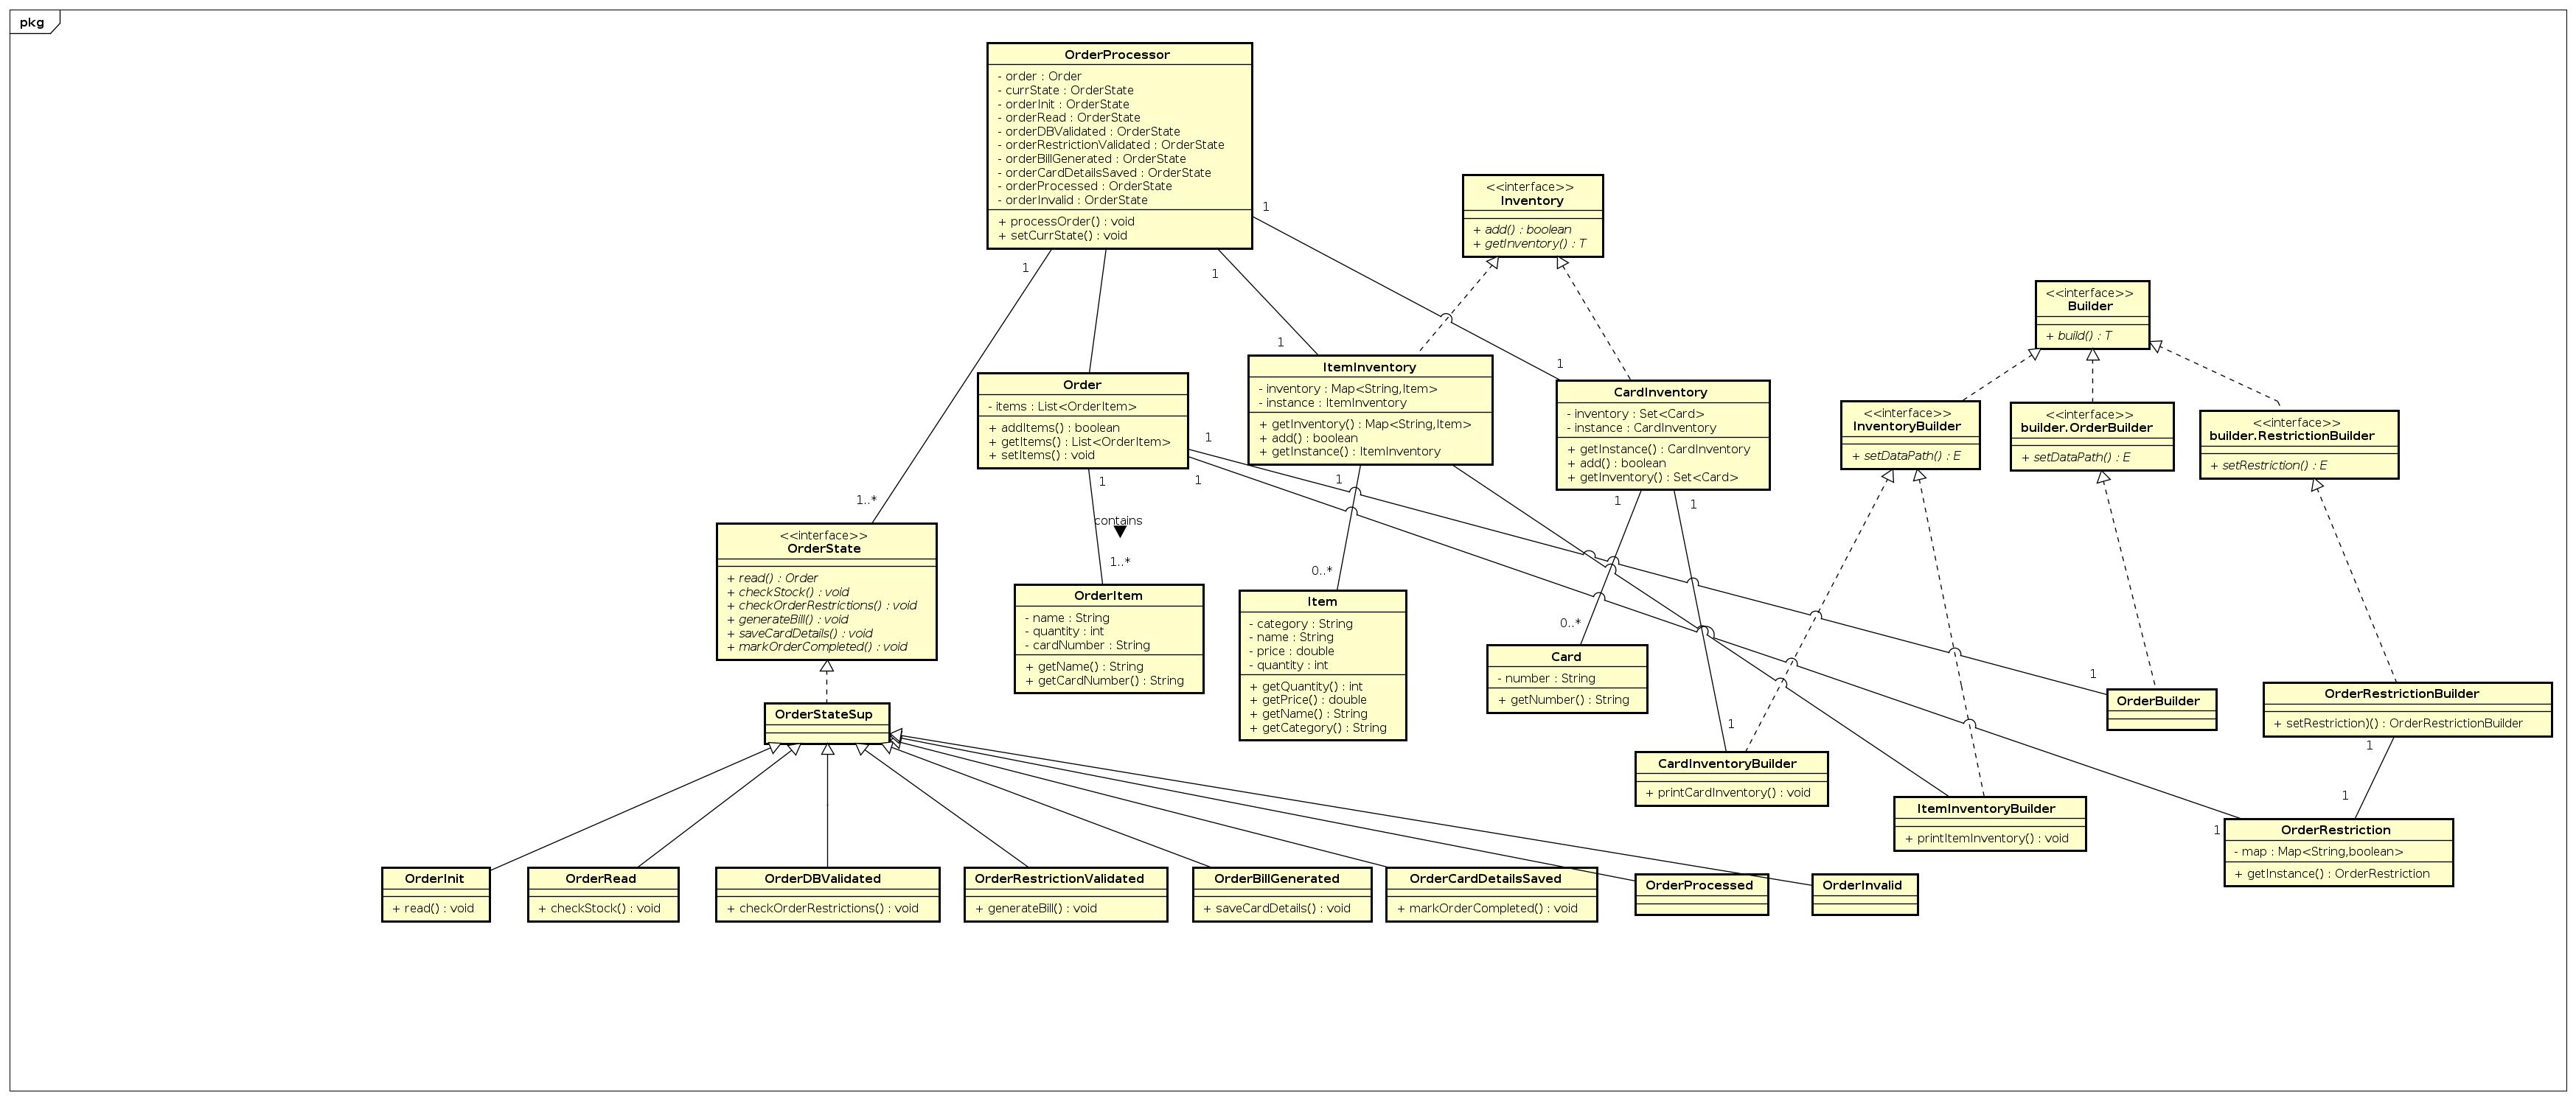 pkg
OrderProcessor
- order : Order
- currState : OrderState
- orderInit : OrderState
- orderRead : OrderState
- orderDBValidated : OrderState
- orderRestrictionValidated : OrderState
- orderBillGenerated : OrderState
- orderCardDetailsSaved : OrderState
- orderProcessed : OrderState
- orderInvalid : OrderState
+ processOrder() : void
+ setCurrState() : void
1
1
1
<<interface>>
Inventory
+ add() : boolean
+ getInventory() : T
<<interface>>
Builder
+ build() : T
1
1
Order
- items : List<OrderItem>
+ addItems() : boolean
+ getItems() : List<OrderItem>
+ setItems() : void
ItemInventory
- inventory : Map<String,Item>
- instance : ItemInventory
+ getInventory() : Map<String,Item>
+ add() : boolean
+ getInstance() : ItemInventory
CardInventory
- inventory : Set<Card>
- instance : CardInventory
+ getInstance() : CardInventory
+ add() : boolean
+ getInventory() : Set<Card>
<<interface>>
InventoryBuilder
+ setDataPath() : E
<<interface>>
builder.OrderBuilder
+ setDataPath() : E
<<interface>>
builder.RestrictionBuilder
+ setRestriction() : E
1
1
1
1
1
1
1..*
contains
1..*
0..*
0..*
<<interface>>
OrderState
+ read() : Order
+ checkStock() : void
+ checkOrderRestrictions() : void
+ generateBill() : void
+ saveCardDetails() : void
+ markOrderCompleted() : void
OrderItem
- name : String
- quantity : int
- cardNumber : String
+ getName() : String
+ getCardNumber() : String
Item
- category : String
- name : String
- price : double
- quantity : int
+ getQuantity() : int
+ getPrice() : double
+ getName() : String
+ getCategory() : String
Card
- number : String
+ getNumber() : String
1
OrderBuilder
OrderRestrictionBuilder
+ setRestriction)() : OrderRestrictionBuilder
OrderStateSup
1
CardInventoryBuilder
+ printCardInventory() : void
1
1
1
ItemInventoryBuilder
+ printItemInventory() : void
OrderRestriction
- map : Map<String,boolean>
+ getInstance() : OrderRestriction
OrderInit
+ read() : void
OrderRead
+ checkStock() : void
OrderDBValidated
+ checkOrderRestrictions() : void
OrderRestrictionValidated
+ generateBill() : void
OrderBillGenerated
+ saveCardDetails() : void
OrderCardDetailsSaved
+ markOrderCompleted() : void
OrderProcessed
OrderInvalid